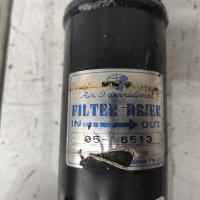 Air International
FILTER-DRIER
IN OUT
05- 6513